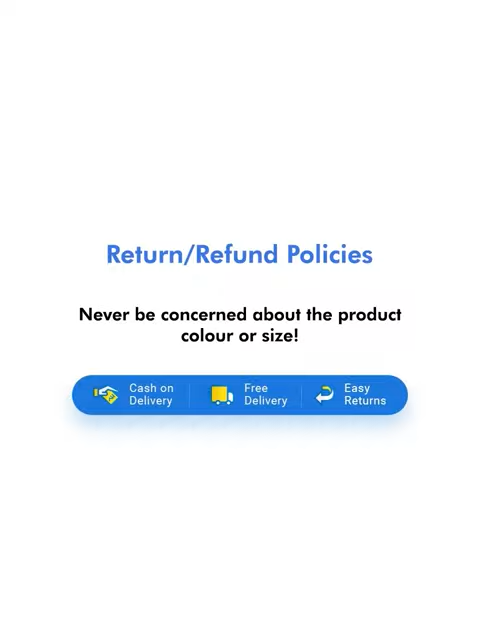 Return/Refund Policies
Never be concerned about the product
colour or size!
Cash on
Delivery
Free
Delivery
Easy
Returns